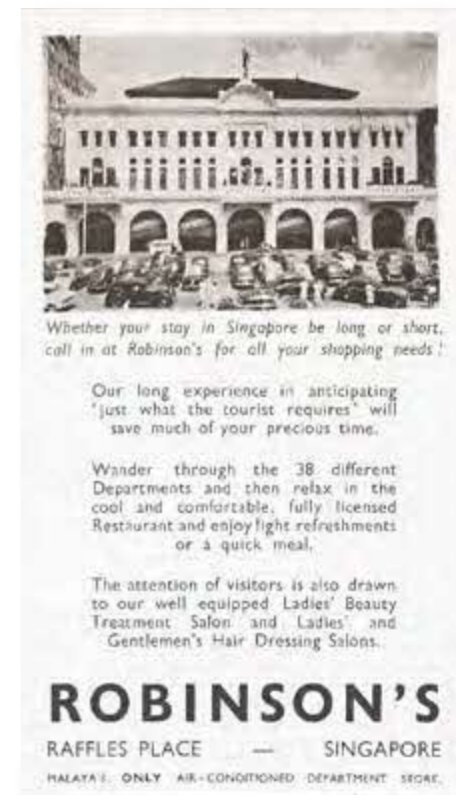 Whether your stay in Singapore be long or short,
call in at Robinson's for all your shopping needs !
Our long experience in anticipating
'just what the tourist requires' will
save much of your precious time.
Wander through the 38 different
Departments and then relax in the
cool and comfortable, fully licensed
Restaurant and enjoy light refreshments
or a quick meal.
The attention of visitors is also drawn
to our well equipped Ladies' Beauty
Treatment Salon and Ladies' and
Gentlemen's Hair Dressing Salons.
ROBINSON'S
RAFFLES PLACE — SINGAPORE
MALAYA'S ONLY AIR-CONDITIONED DEPARTMENT STORE.